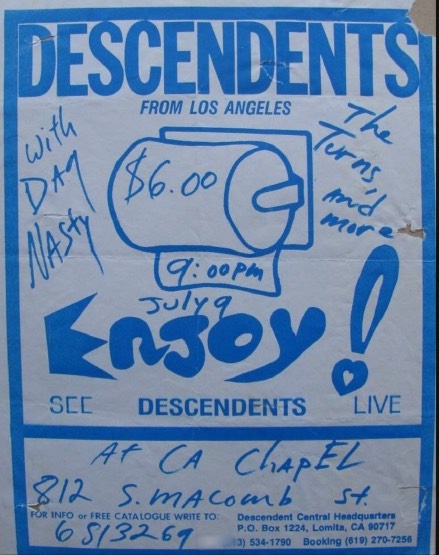 DESCENDENTS
FROM LOS ANGELES
with
DAG
NASTY
The
Turns,
and
more
$6.00
9:00pm
July 9
Enjoy!
SEE DESCENDENTS LIVE
At CA ChapEL
812 S. MAComb St.
FOR INFO or FREE CATALOGUE WRITE TO:
Descendent Central Headquarters
P.O. Box 1224, Lomita, CA 90717
3) 534-1790 Booking (619) 270-7256